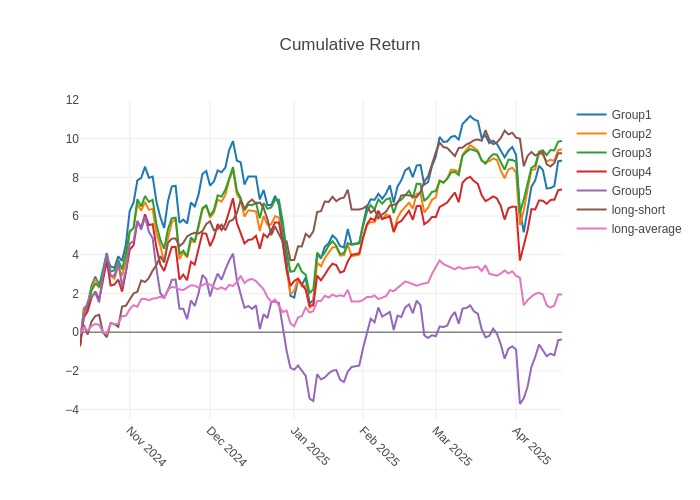 Cumulative Return
12
10
8
6
4
2
0
−2
−4
Nov 2024
Dec 2024
Jan 2025
Feb 2025
Mar 2025
Apr 2025
Group1
Group2
Group3
Group4
Group5
long-short
long-average